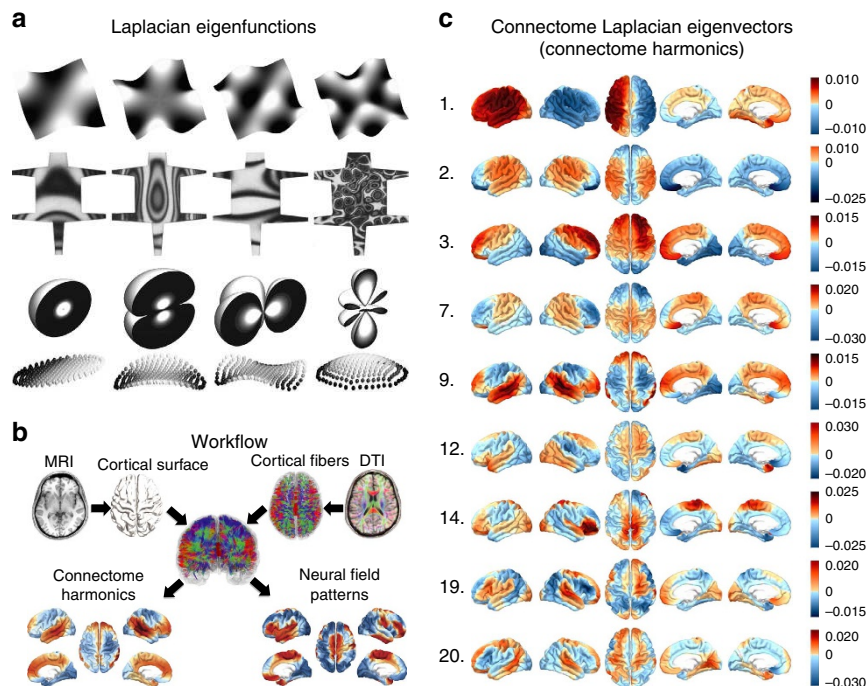 a
Laplacian eigenfunctions
b
Workflow
MRI
Cortical surface
Cortical fibers
DTI
Connectome
harmonics
Neural field
patterns
c
Connectome Laplacian eigenvectors
(connectome harmonics)
1.
0.010
0
–0.010
2.
0.010
0
–0.025
3.
0.015
0
–0.015
7.
0.020
0
–0.030
9.
0.015
0
–0.015
12.
0.030
0
–0.020
14.
0.025
0
–0.025
19.
0.020
0
–0.015
20.
0.020
0
–0.030